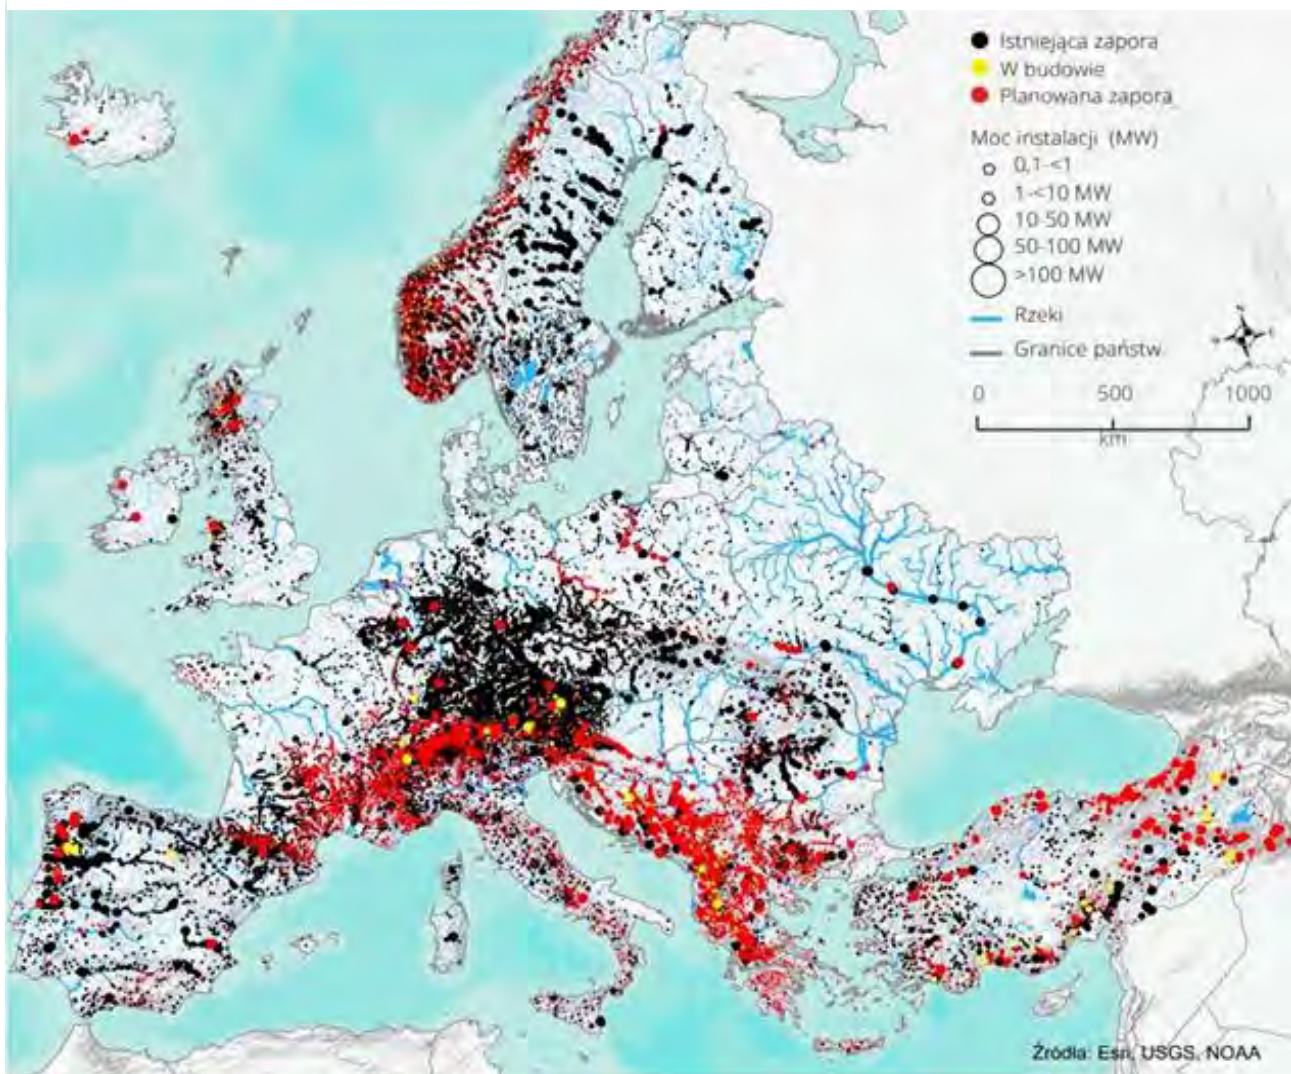 Istniejąca zapora
W budowie
Planowana zapora
Moc instalacji (MW)
0,1-<1
1-<10 MW
10-50 MW
50-100 MW
>100 MW
Rzeki
Granice państw
0 500 1000
km
Źródła: Esri, USGS, NOAA